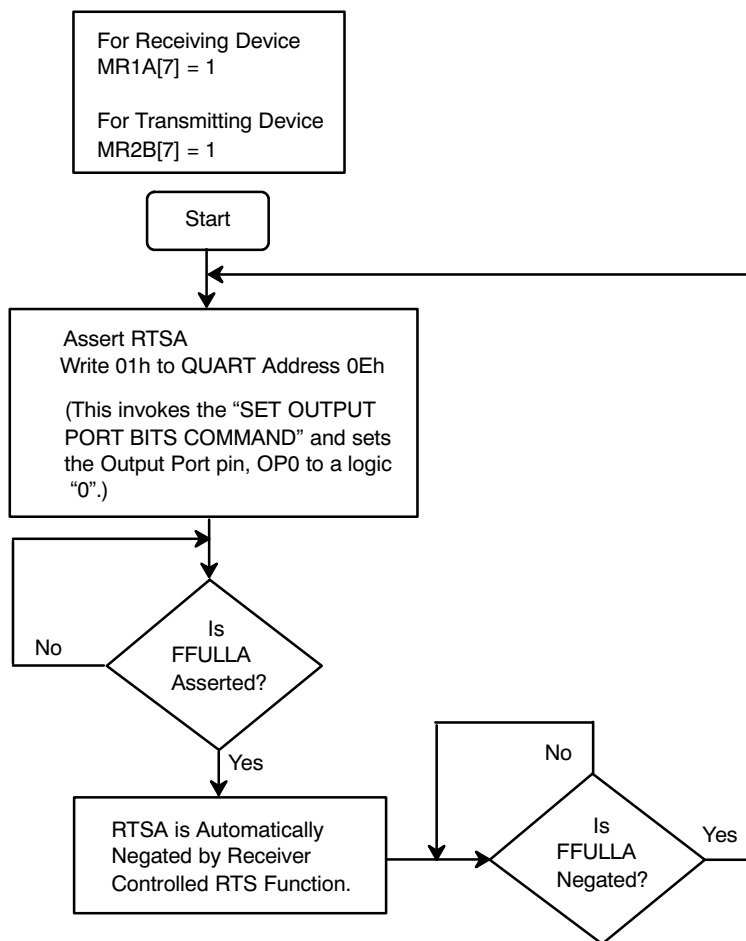 For Receiving Device
MR1A[7] = 1
For Transmitting Device
MR2B[7] = 1
Start
Assert RTSA
Write 01h to QUART Address 0Eh
(This invokes the “SET OUTPUT
PORT BITS COMMAND” and sets
the Output Port pin, OP0 to a logic
“0”.)
Is
FFULLA
Asserted?
No
Yes
RTSA is Automatically
Negated by Receiver
Controlled RTS Function.
No
Is
FFULLA
Negated?
Yes